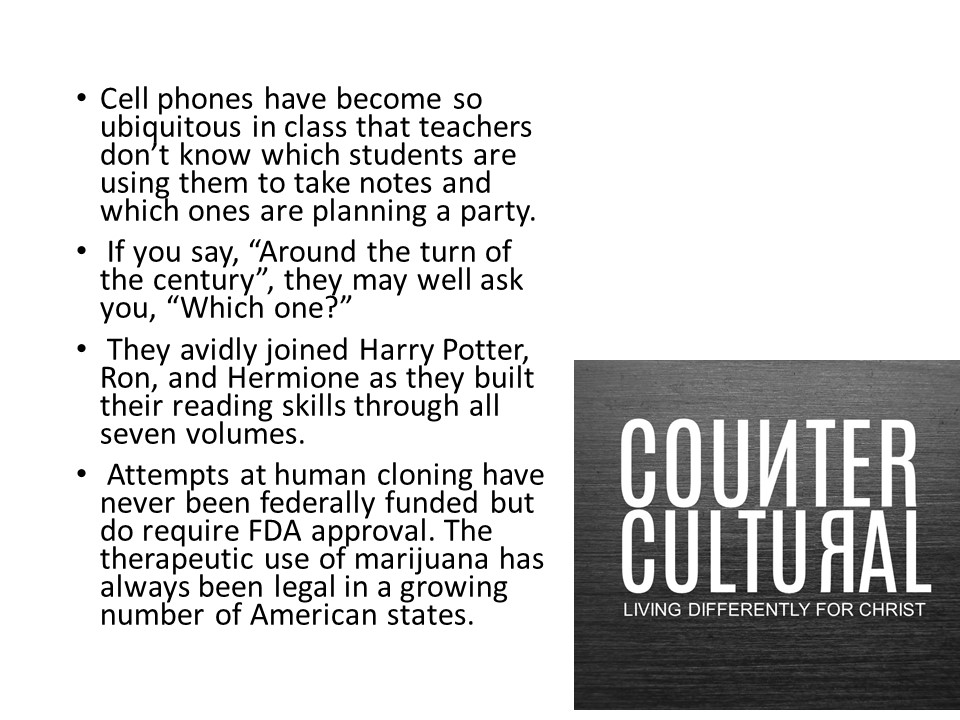 • Cell phones have become so
ubiquitous in class that teachers
don’t know which students are
using them to take notes and
which ones are planning a party.
• If you say, “Around the turn of
the century”, they may well ask
you, “Which one?”
• They avidly joined Harry Potter,
Ron, and Hermione as they built
their reading skills through all
seven volumes.
• Attempts at human cloning have
never been federally funded but
do require FDA approval. The
therapeutic use of marijuana has
always been legal in a growing
number of American states.
COUИTER
CULTUЯAL
LIVING DIFFERENTLY FOR CHRIST